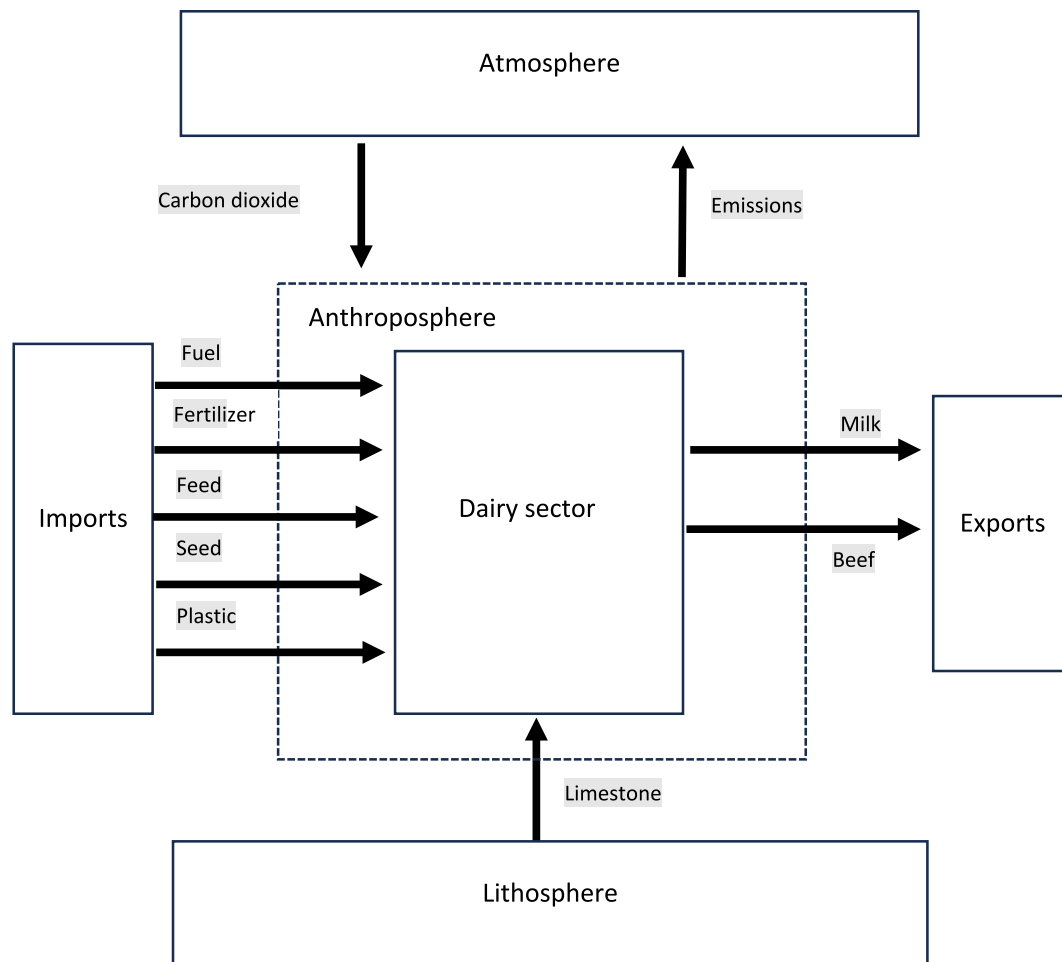 Atmosphere
Carbon dioxide
Emissions
Anthroposphere
Fuel
Fertilizer
Feed
Seed
Plastic
Imports
Dairy sector
Milk
Beef
Exports
Limestone
Lithosphere